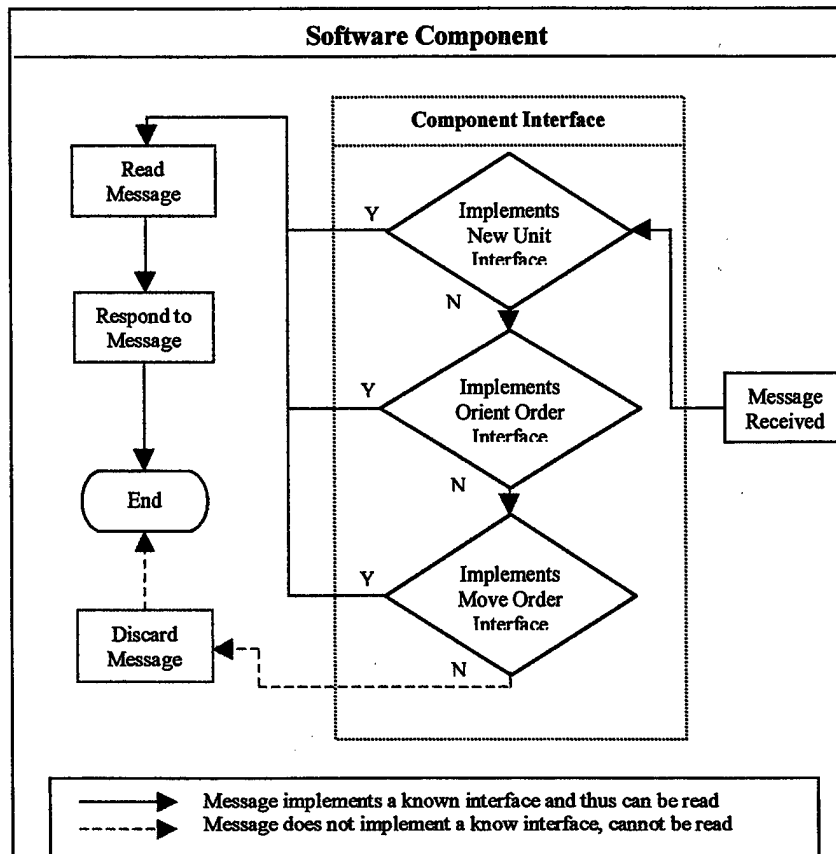 Software Component
Component Interface
Read
Message
Y
Implements
New Unit
Interface
N
Respond to
Message
Y
Implements
Orient Order
Interface
Message
Received
N
End
Y
Implements
Move Order
Interface
Discard
Message
N
Message implements a known interface and thus can be read
Message does not implement a know interface, cannot be read